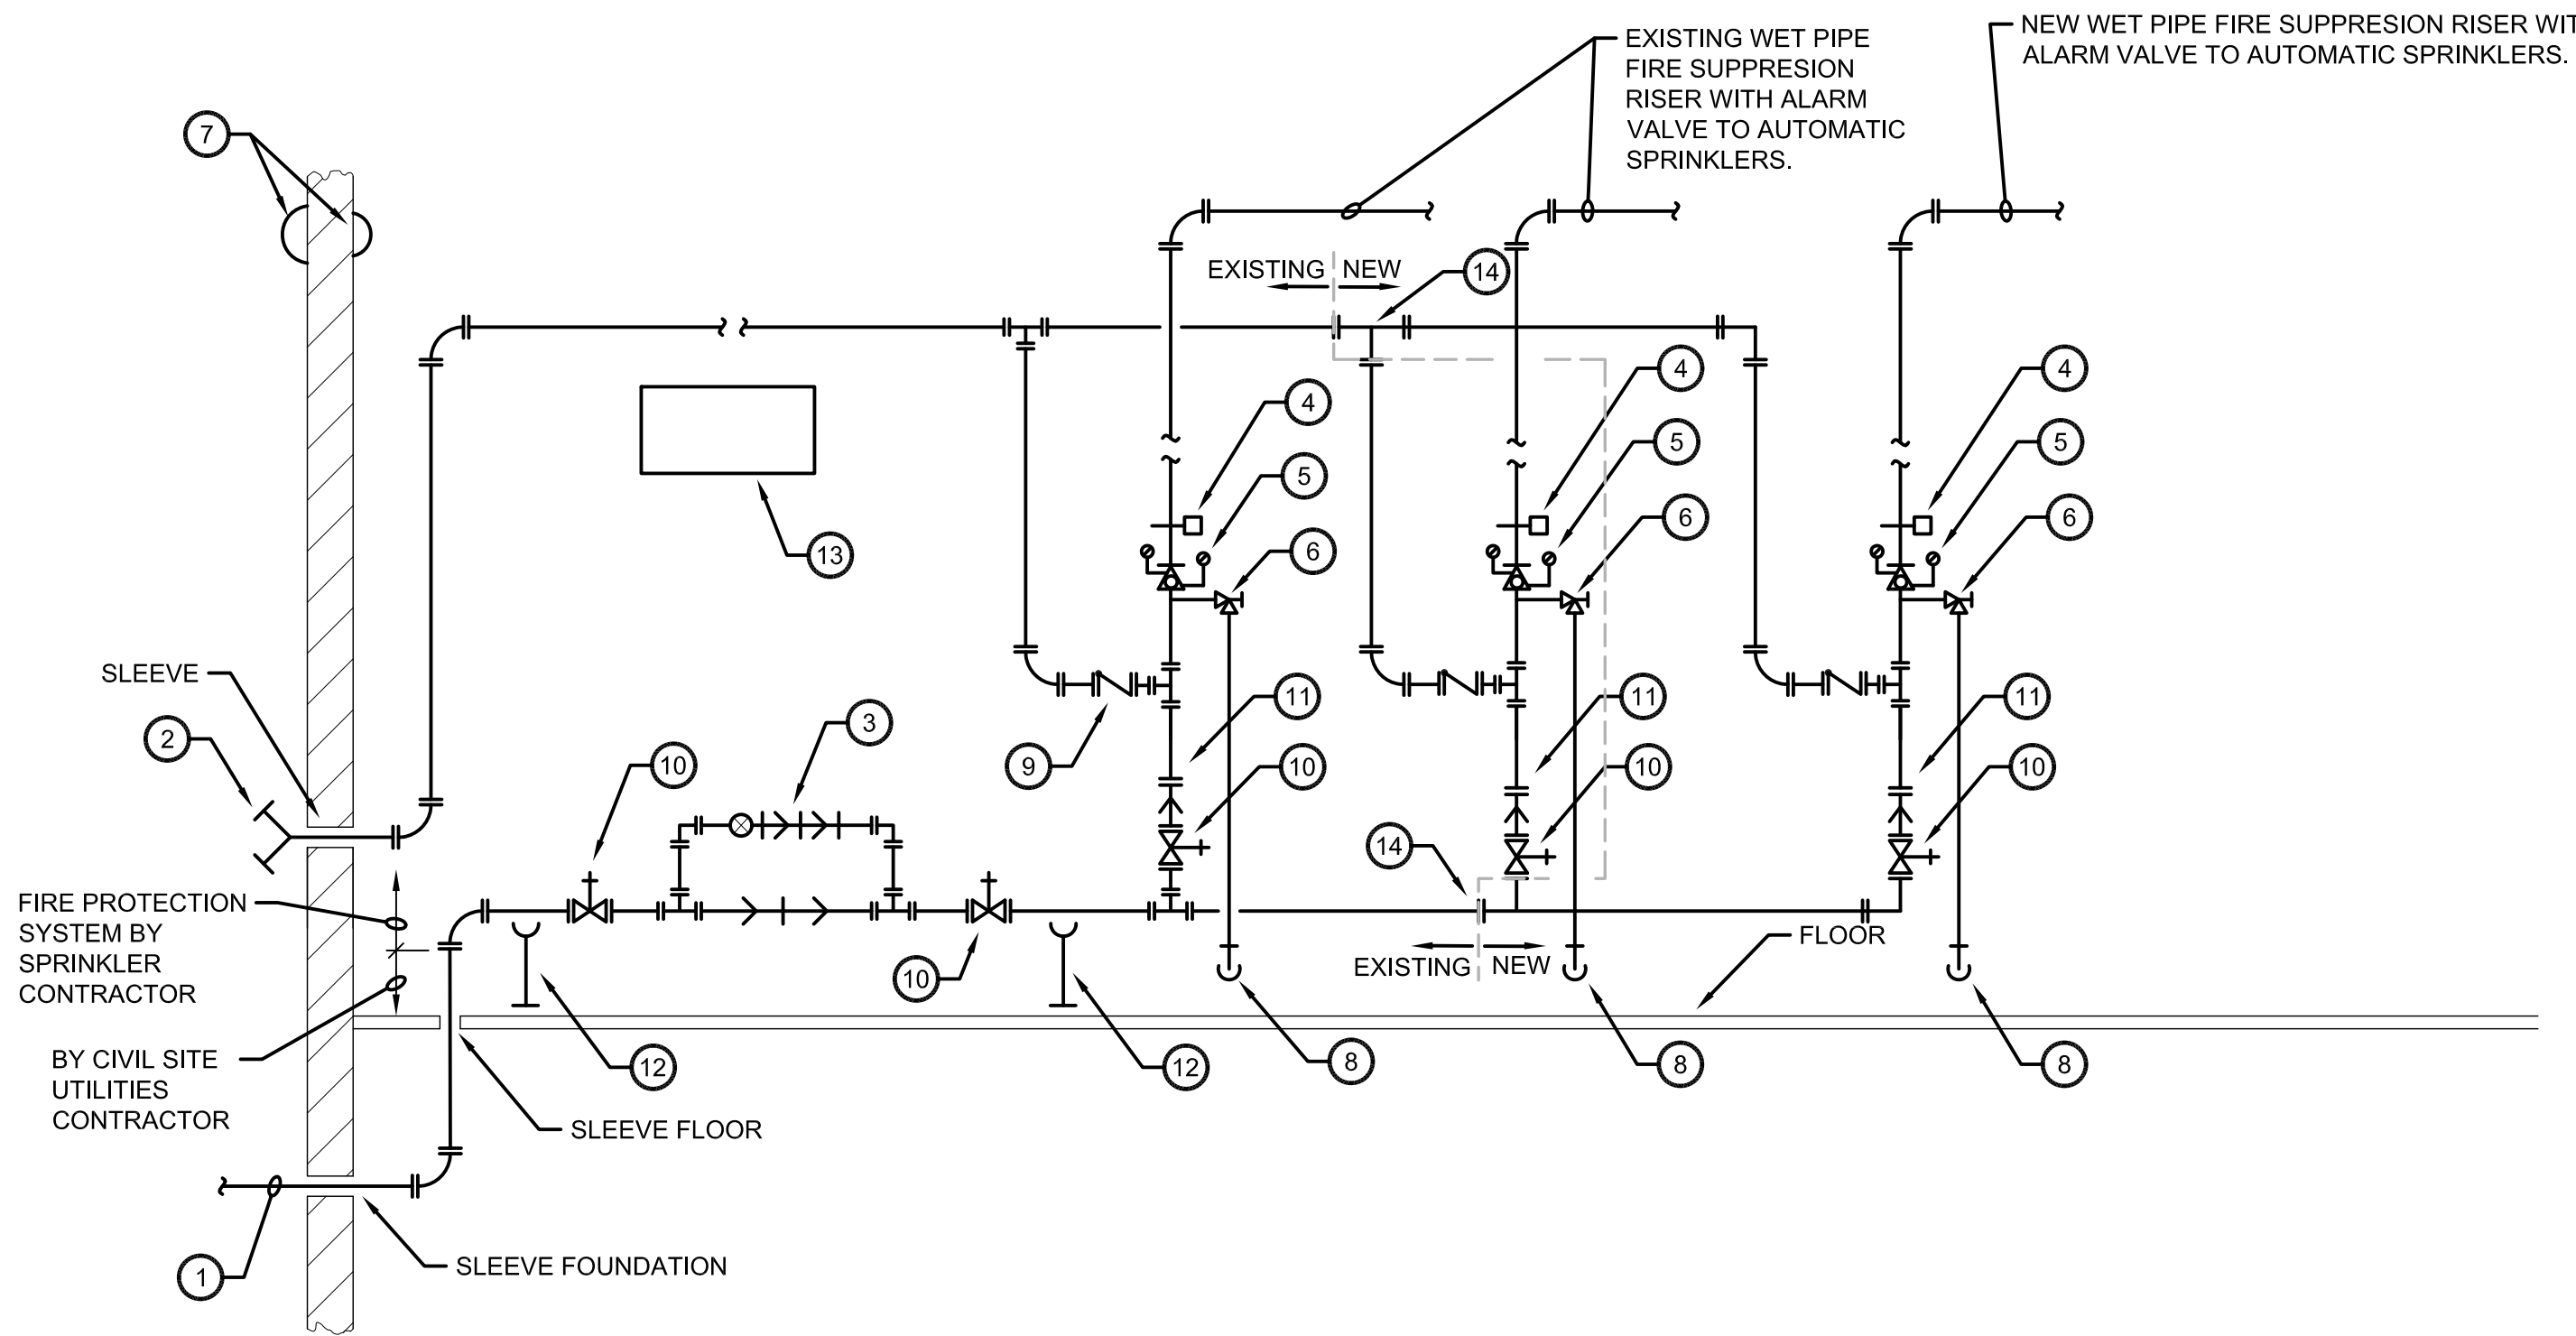 EXISTING WET PIPE
FIRE SUPPRESION
RISER WITH ALARM
VALVE TO AUTOMATIC
SPRINKLERS.
NEW WET PIPE FIRE SUPPRESION RISER WIT
ALARM VALVE TO AUTOMATIC SPRINKLERS.
7
EXISTING NEW
14
4
4
4
5
5
5
6
6
6
13
SLEEVE
2
3
10
9
11
11
11
10
10
10
14
FIRE PROTECTION
SYSTEM BY
SPRINKLER
CONTRACTOR
10
EXISTING NEW
FLOOR
BY CIVIL SITE
UTILITIES
CONTRACTOR
12
12
8
8
8
SLEEVE FLOOR
1
SLEEVE FOUNDATION